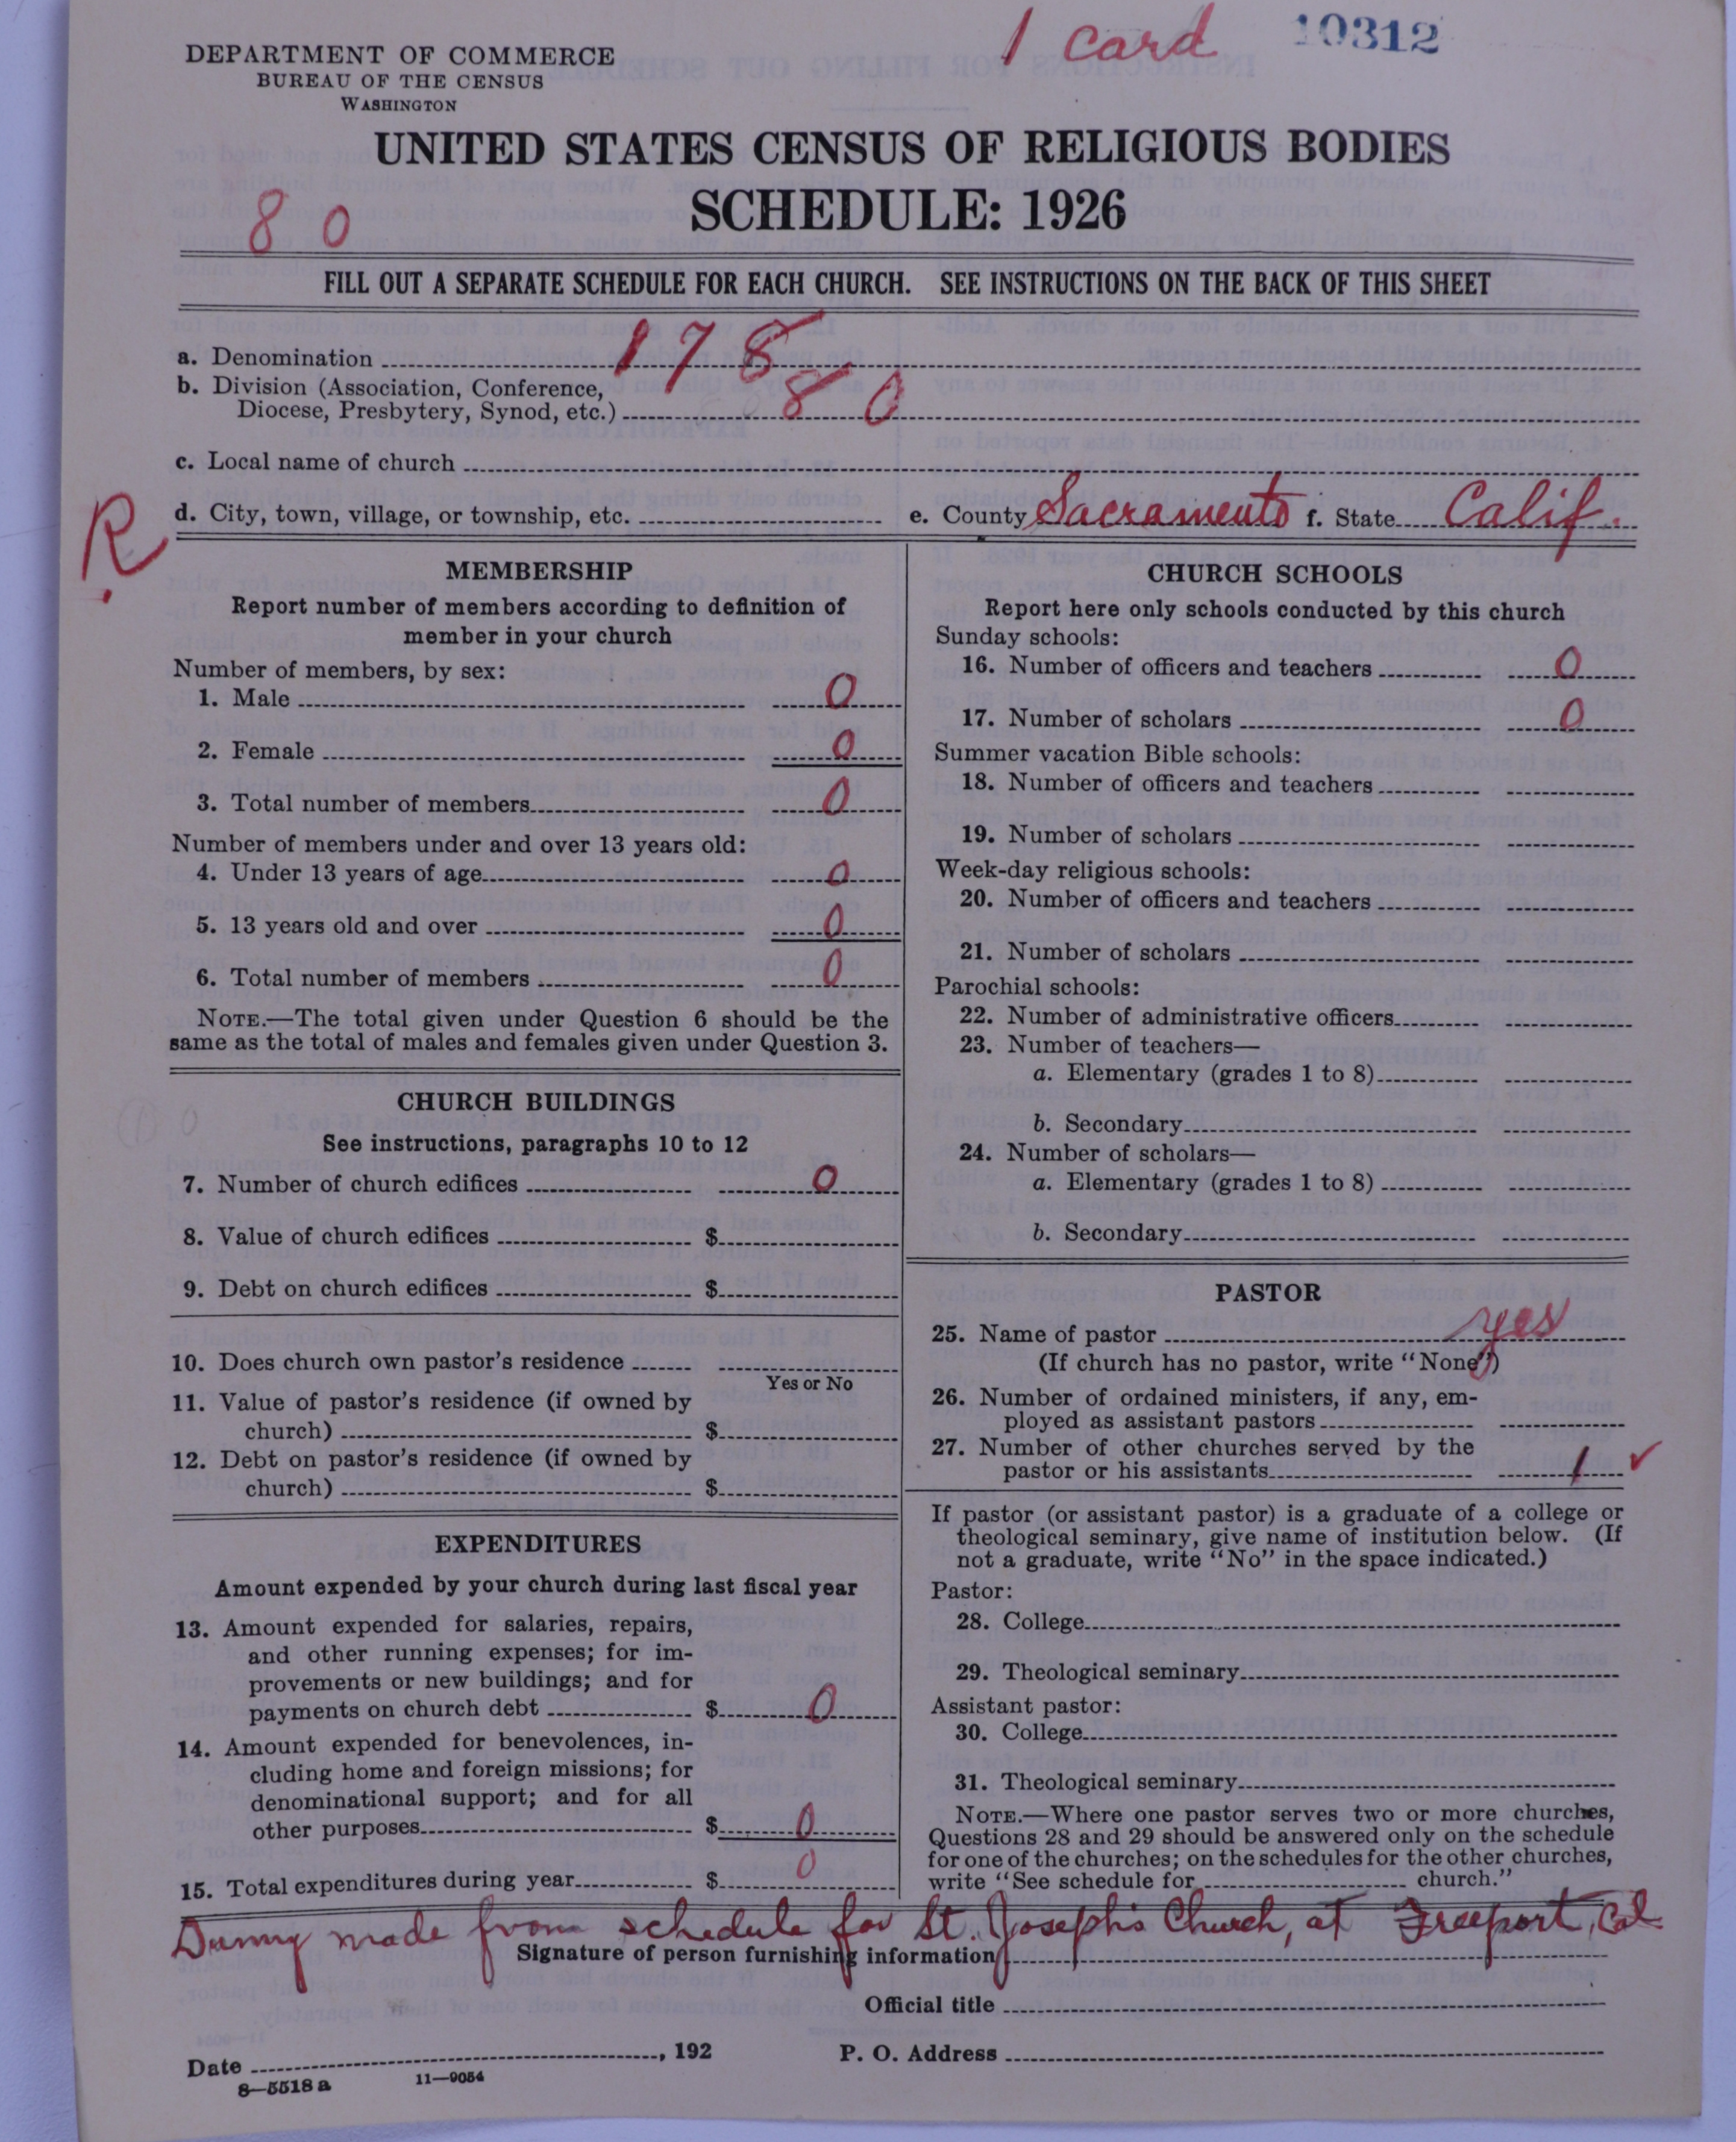 1 card 10312
DEPARTMENT OF COMMERCE
BUREAU OF THE CENSUS
WASHINGTON
UNITED STATES CENSUS OF RELIGIOUS BODIES
SCHEDULE: 1926
80
FILL OUT A SEPARATE SCHEDULE FOR EACH CHURCH. SEE INSTRUCTIONS ON THE BACK OF THIS SHEET
a. Denomination 178
b. Division (Association, Conference,
Diocese, Presbytery, Synod, etc.) 80
c. Local name of church
R
d. City, town, village, or township, etc. e. County Sacramento f. State Calif.
MEMBERSHIP
Report number of members according to definition of
member in your church
Number of members, by sex:
1. Male 0
2. Female 0
3. Total number of members 0
Number of members under and over 13 years old:
4. Under 13 years of age 0
5. 13 years old and over 0
6. Total number of members 0
NOTE.—The total given under Question 6 should be the
same as the total of males and females given under Question 3.
CHURCH BUILDINGS
See instructions, paragraphs 10 to 12
7. Number of church edifices 0
8. Value of church edifices $
9. Debt on church edifices $
10. Does church own pastor's residence
Yes or No
11. Value of pastor's residence (if owned by
church) $
12. Debt on pastor's residence (if owned by
church) $
EXPENDITURES
Amount expended by your church during last fiscal year
13. Amount expended for salaries, repairs,
and other running expenses; for im-
provements or new buildings; and for
payments on church debt $ 0
14. Amount expended for benevolences, in-
cluding home and foreign missions; for
denominational support; and for all
other purposes $ 0
15. Total expenditures during year $ 0
CHURCH SCHOOLS
Report here only schools conducted by this church
Sunday schools:
16. Number of officers and teachers 0
17. Number of scholars 0
Summer vacation Bible schools:
18. Number of officers and teachers
19. Number of scholars
Week-day religious schools:
20. Number of officers and teachers
21. Number of scholars
Parochial schools:
22. Number of administrative officers
23. Number of teachers—
a. Elementary (grades 1 to 8)
b. Secondary
24. Number of scholars—
a. Elementary (grades 1 to 8)
b. Secondary
PASTOR
25. Name of pastor yes
(If church has no pastor, write "None")
26. Number of ordained ministers, if any, em-
ployed as assistant pastors
27. Number of other churches served by the
pastor or his assistants 1 ✓
If pastor (or assistant pastor) is a graduate of a college or
theological seminary, give name of institution below. (If
not a graduate, write "No" in the space indicated.)
Pastor:
28. College
29. Theological seminary
Assistant pastor:
30. College
31. Theological seminary
NOTE.—Where one pastor serves two or more churches,
Questions 28 and 29 should be answered only on the schedule
for one of the churches; on the schedules for the other churches,
write "See schedule for church."
Dumy made from schedule for St. Joseph's Church, at Freeport, Cal
Signature of person furnishing information
Official title
Date , 192 P. O. Address
8—5518 a 11—9054